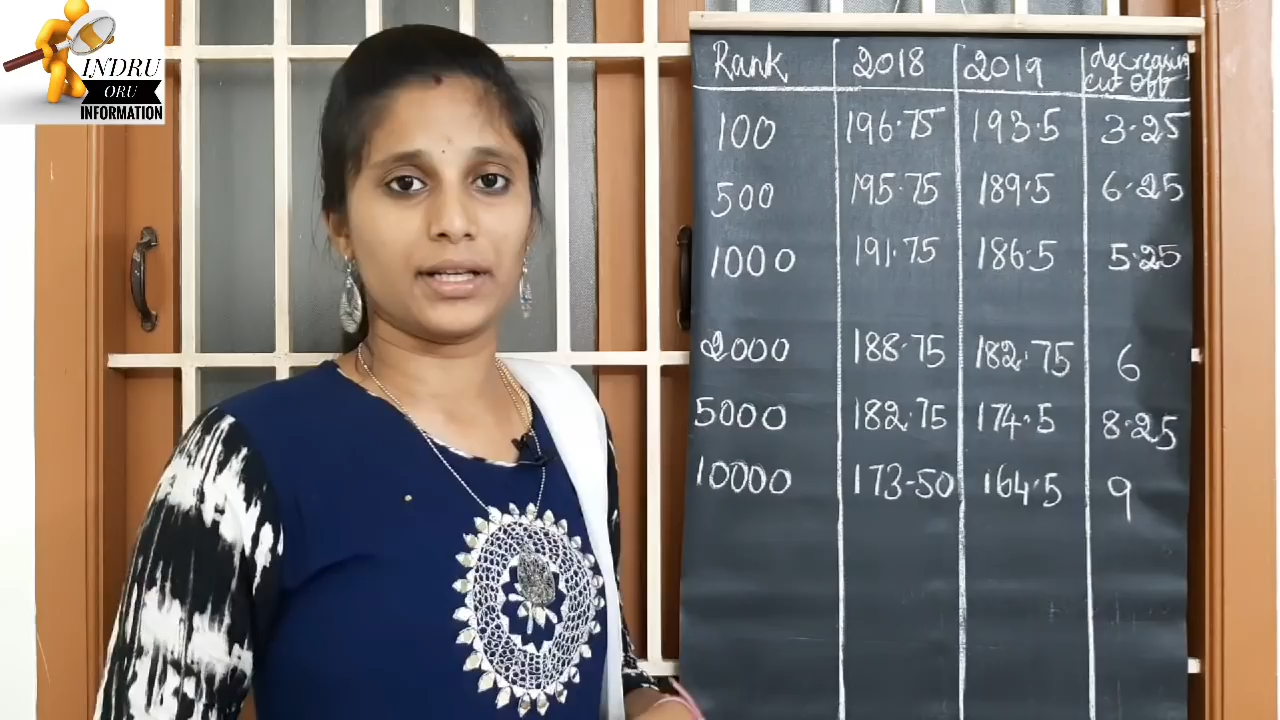 INDRU
ORU
INFORMATION
Rank 2018 2019 decreasing
cut off
100 196.75 193.5 3.25
500 195.75 189.5 6.25
1000 191.75 186.5 5.25
2000 188.75 182.75 6
5000 182.75 174.5 8.25
10000 173.50 164.5 9